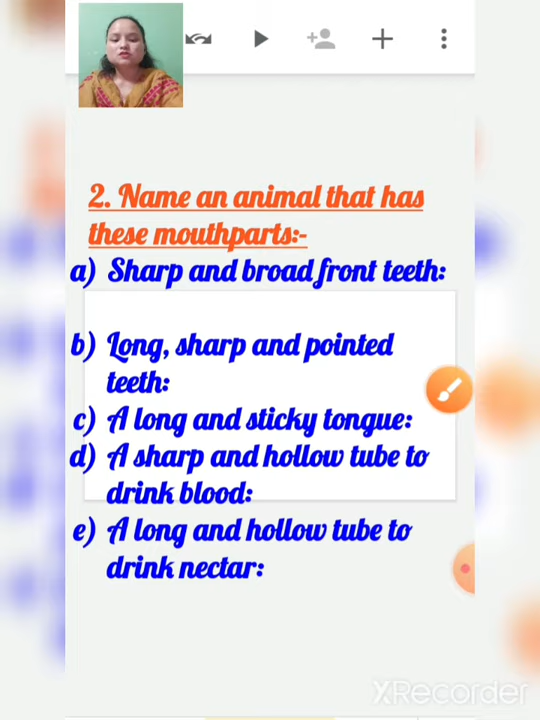 2. Name an animal that has
these mouthparts:-
a) Sharp and broad front teeth:
b) Long, sharp and pointed
teeth:
c) A long and sticky tongue:
d) A sharp and hollow tube to
drink blood:
e) A long and hollow tube to
drink nectar:
XRecorder